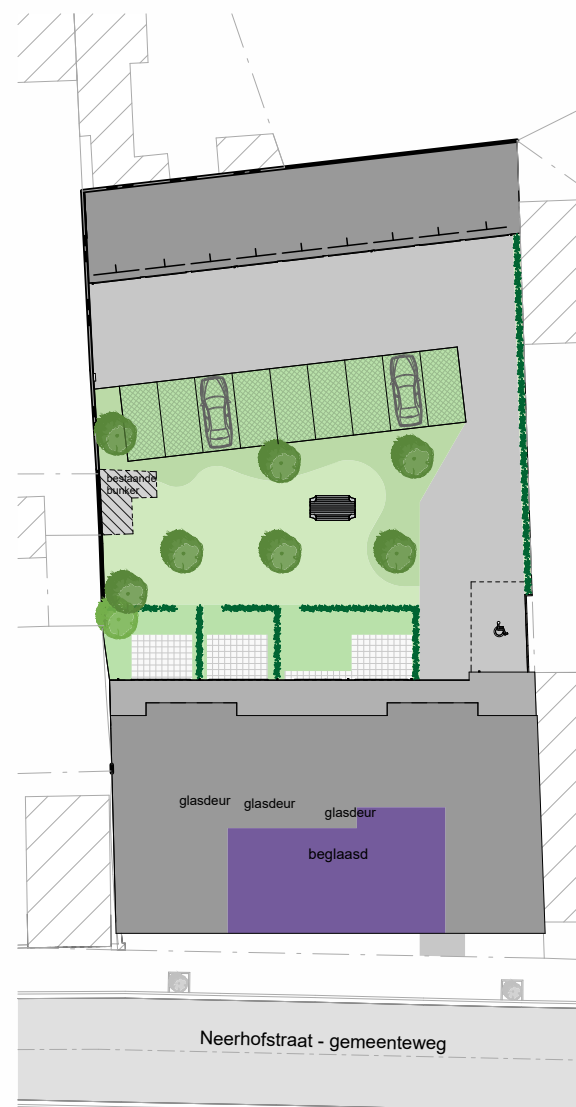 bestaande
bunker
glasdeur
glasdeur
glasdeur
beglaasd
Neerhofstraat - gemeenteweg